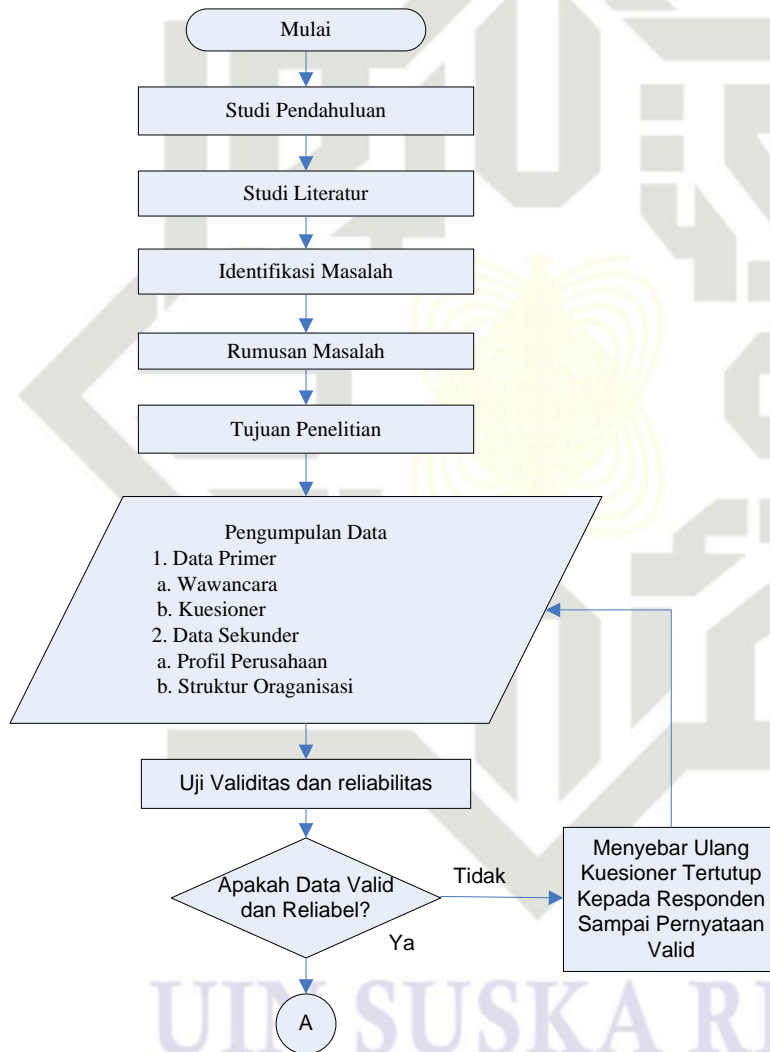 Mulai
Studi Pendahuluan
Studi Literatur
Identifikasi Masalah
Rumusan Masalah
Tujuan Penelitian
Pengumpulan Data
1. Data Primer
a. Wawancara
b. Kuesioner
2. Data Sekunder
a. Profil Perusahaan
b. Struktur Oraganisasi
Uji Validitas dan reliabilitas
Apakah Data Valid
dan Reliabel?
Tidak
Menyebar Ulang
Kuesioner Tertutup
Kepada Responden
Sampai Pernyataan
Valid
Ya
A
UIN SUSKA